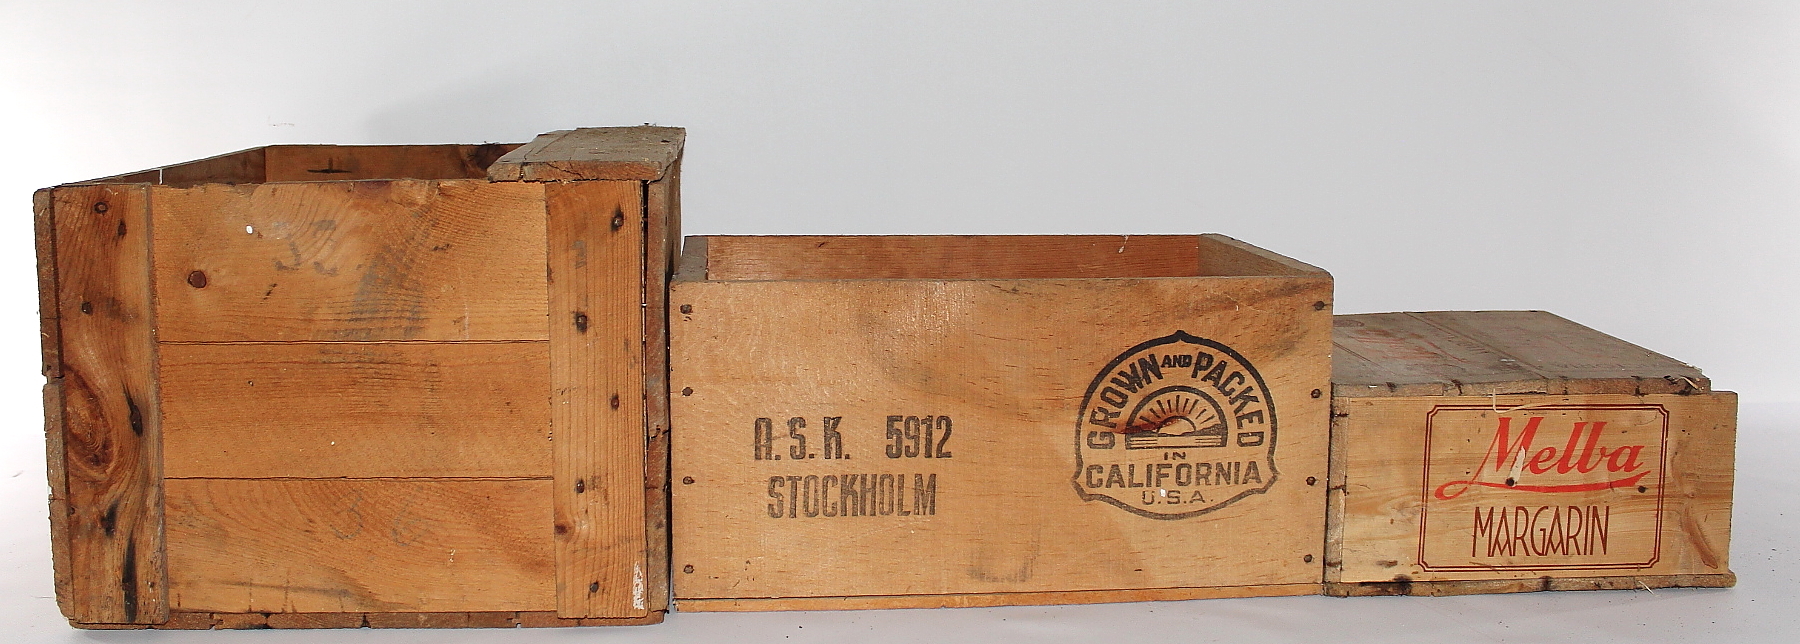 A.S.K. 5912
STOCKHOLM
GROWN AND PACKED
IN
CALIFORNIA
U.S.A.
Melba
MARGARIN